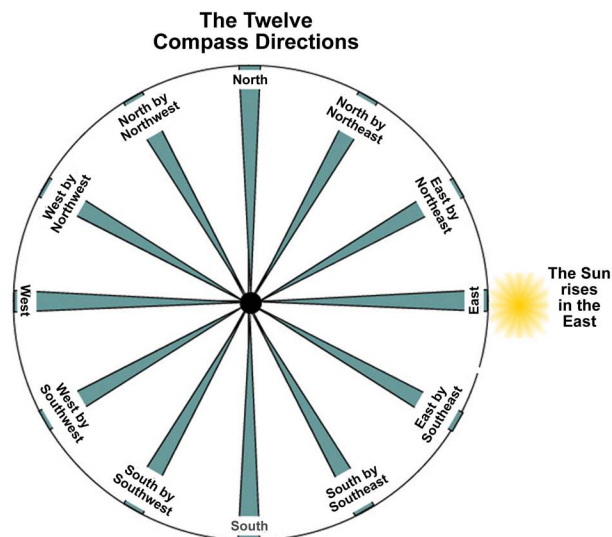 The Twelve
Compass Directions
North
North by
Northwest
North by
Northeast
West by
Northwest
East by
Northeast
West
East
The Sun
rises
in the
East
West by
Southwest
East by
Southeast
South by
Southwest
South by
Southeast
South